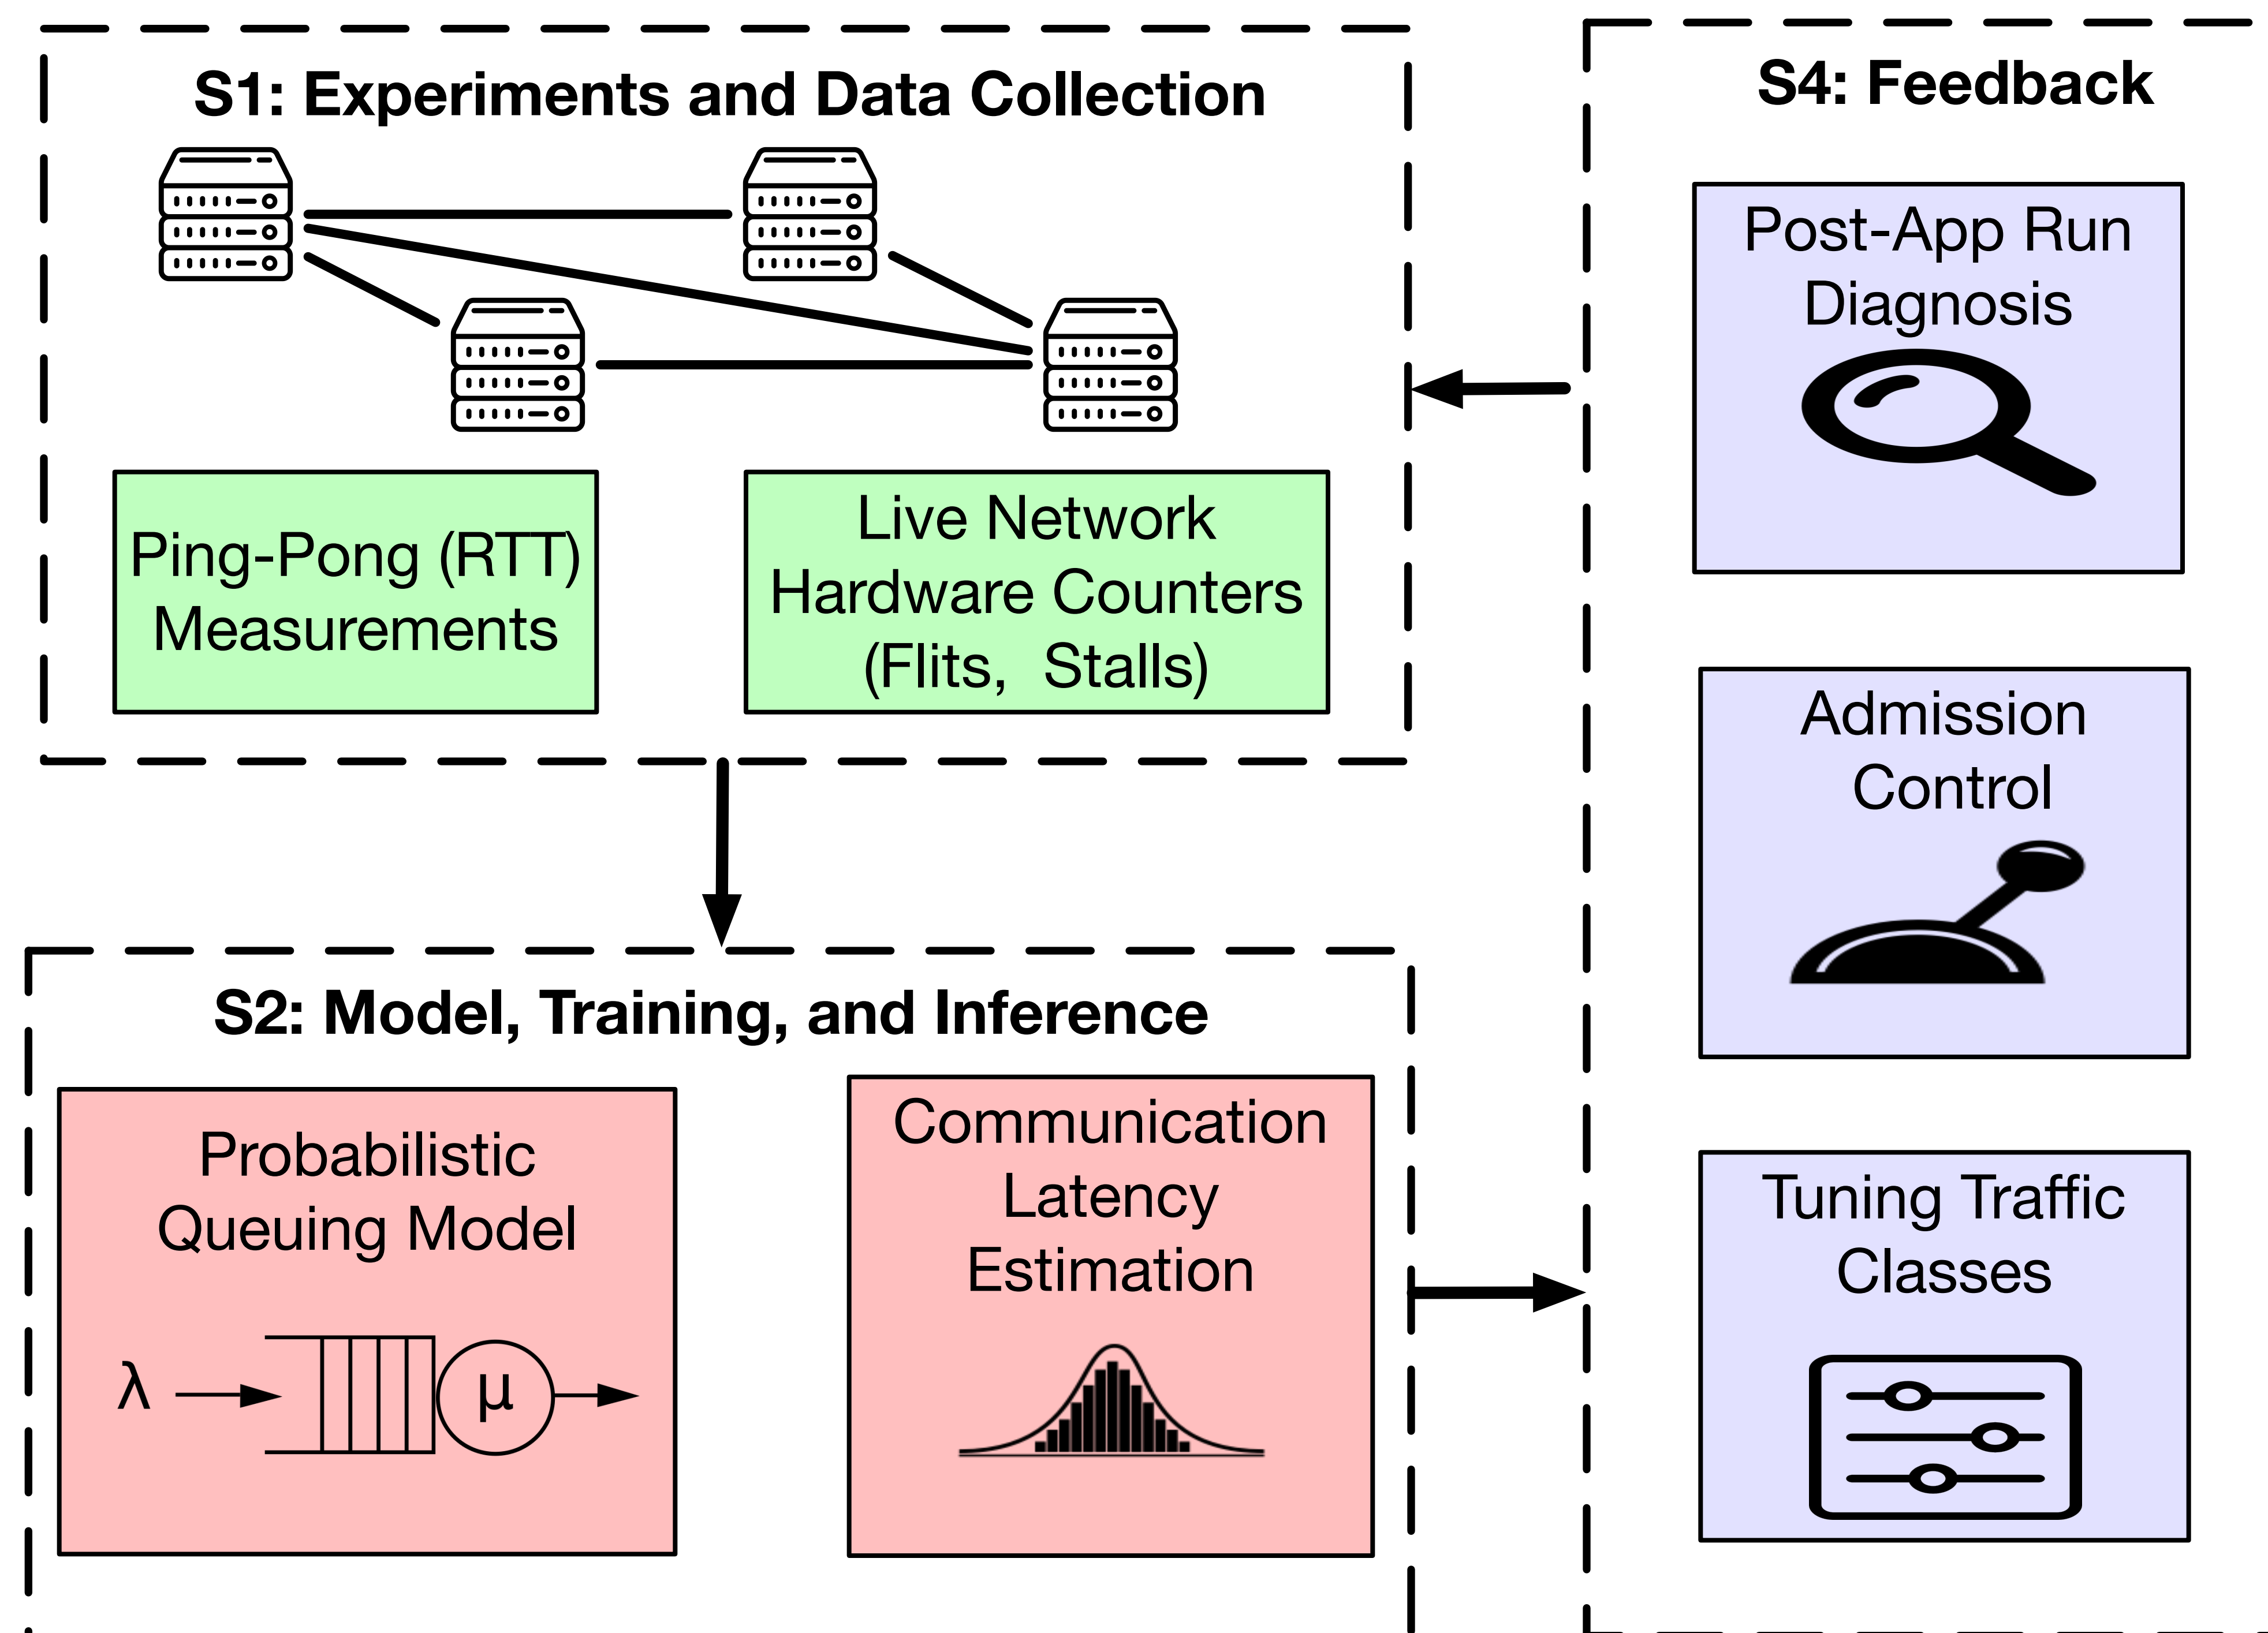 S1: Experiments and Data Collection
Ping-Pong (RTT)
Measurements
Live Network
Hardware Counters
(Flits, Stalls)
S2: Model, Training, and Inference
Probabilistic
Queuing Model
λ
μ
Communication
Latency
Estimation
S4: Feedback
Post-App Run
Diagnosis
Admission
Control
Tuning Traffic
Classes